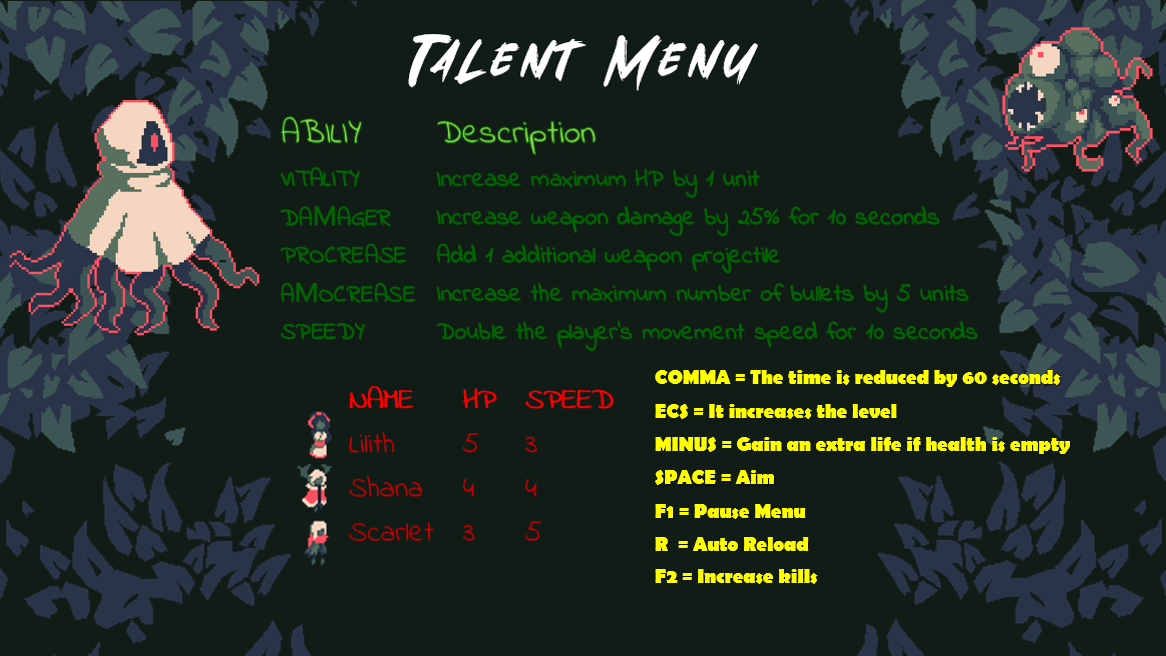 TALENT MENU
ABILIY Description
VITALITY Increase maximum HP by 1 unit
DAMAGER Increase weapon damage by 25% for 10 seconds
PROCREASE Add 1 additional weapon projectile
AMOCREASE Increase the maximum number of bullets by 5 units
SPEEDY Double the player's movement speed for 10 seconds
NAME HP SPEED
Lilith 5 3
Shana 4 4
Scarlet 3 5
COMMA = The time is reduced by 60 seconds
ECS = It increases the level
MINUS = Gain an extra life if health is empty
SPACE = Aim
F1 = Pause Menu
R = Auto Reload
F2 = Increase kills